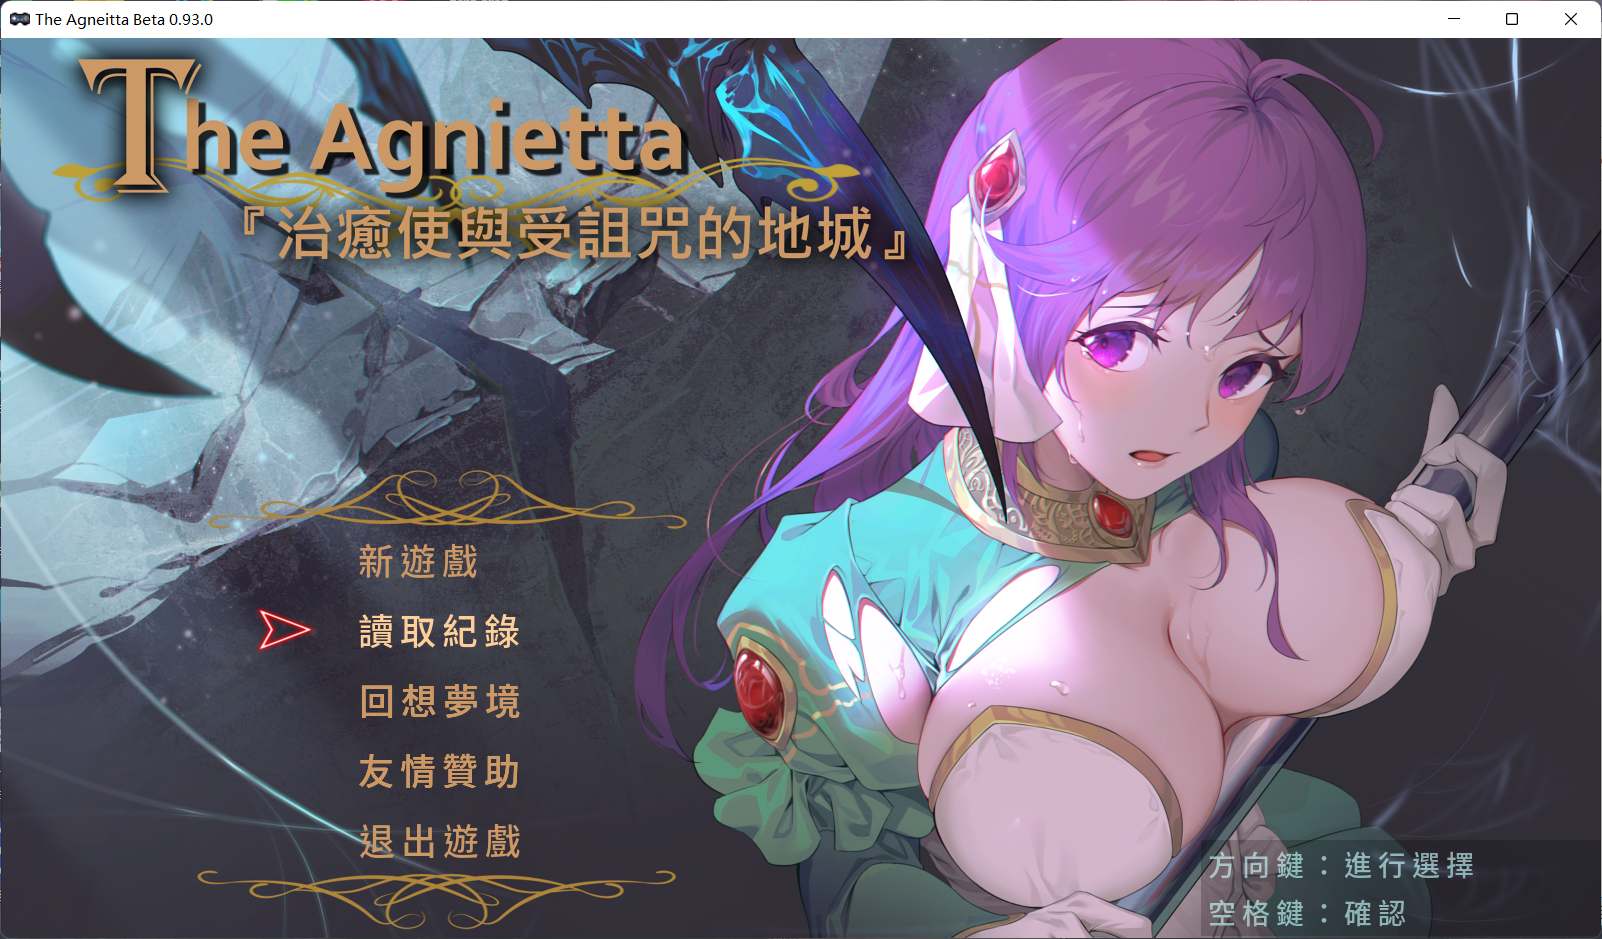 The Agneitta Beta 0.93.0
The Agnietta
『治癒使與受詛咒的地城』
新遊戲
讀取紀錄
回想夢境
友情贊助
退出遊戲
方向鍵：進行選擇
空格鍵：確認